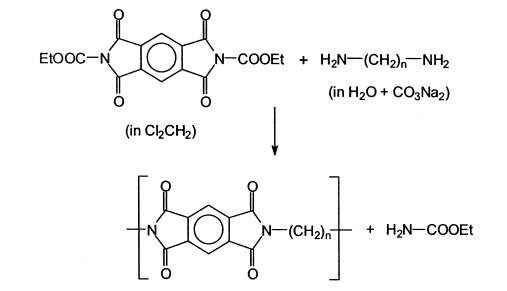 O O O O
EtOOC—N N—COOEt + H₂N—(CH₂)n—NH₂
O O O O
(in Cl₂CH₂) (in H₂O + CO₃Na₂)
O O
—N N—(CH₂)n— + H₂N—COOEt
O O